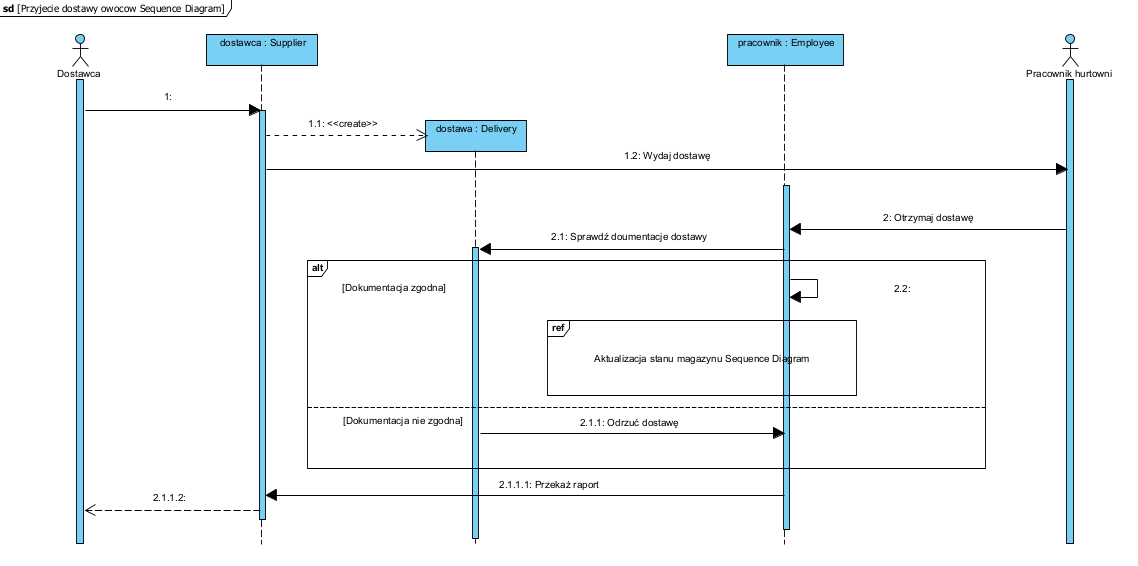 sd [Przyjecie dostawy owocow Sequence Diagram]
dostawca : Supplier
pracownik : Employee
Dostawca
Pracownik hurtowni
1:
1.1: <<create>>
dostawa : Delivery
1.2: Wydaj dostawę
2: Otrzymaj dostawę
2.1: Sprawdź doumentacje dostawy
alt
[Dokumentacja zgodna]
2.2:
ref
Aktualizacja stanu magazynu Sequence Diagram
[Dokumentacja nie zgodna]
2.1.1: Odrzuć dostawę
2.1.1.1: Przekaż raport
2.1.1.2: